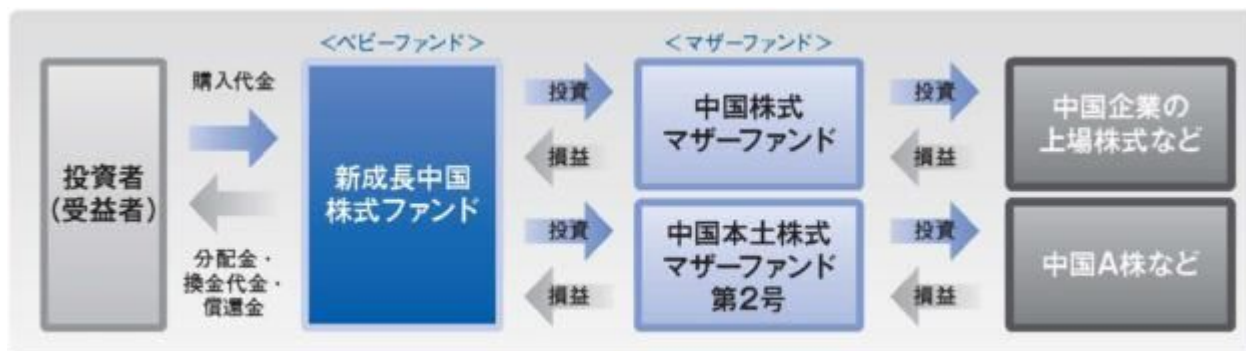 <ベビーファンド>
<マザーファンド>
投資者
(受益者)
購入代金
分配金・
換金代金・
償還金
新成長中国
株式ファンド
投資
損益
投資
損益
中国株式
マザーファンド
中国本土株式
マザーファンド
第2号
投資
損益
投資
損益
中国企業の
上場株式など
中国A株など